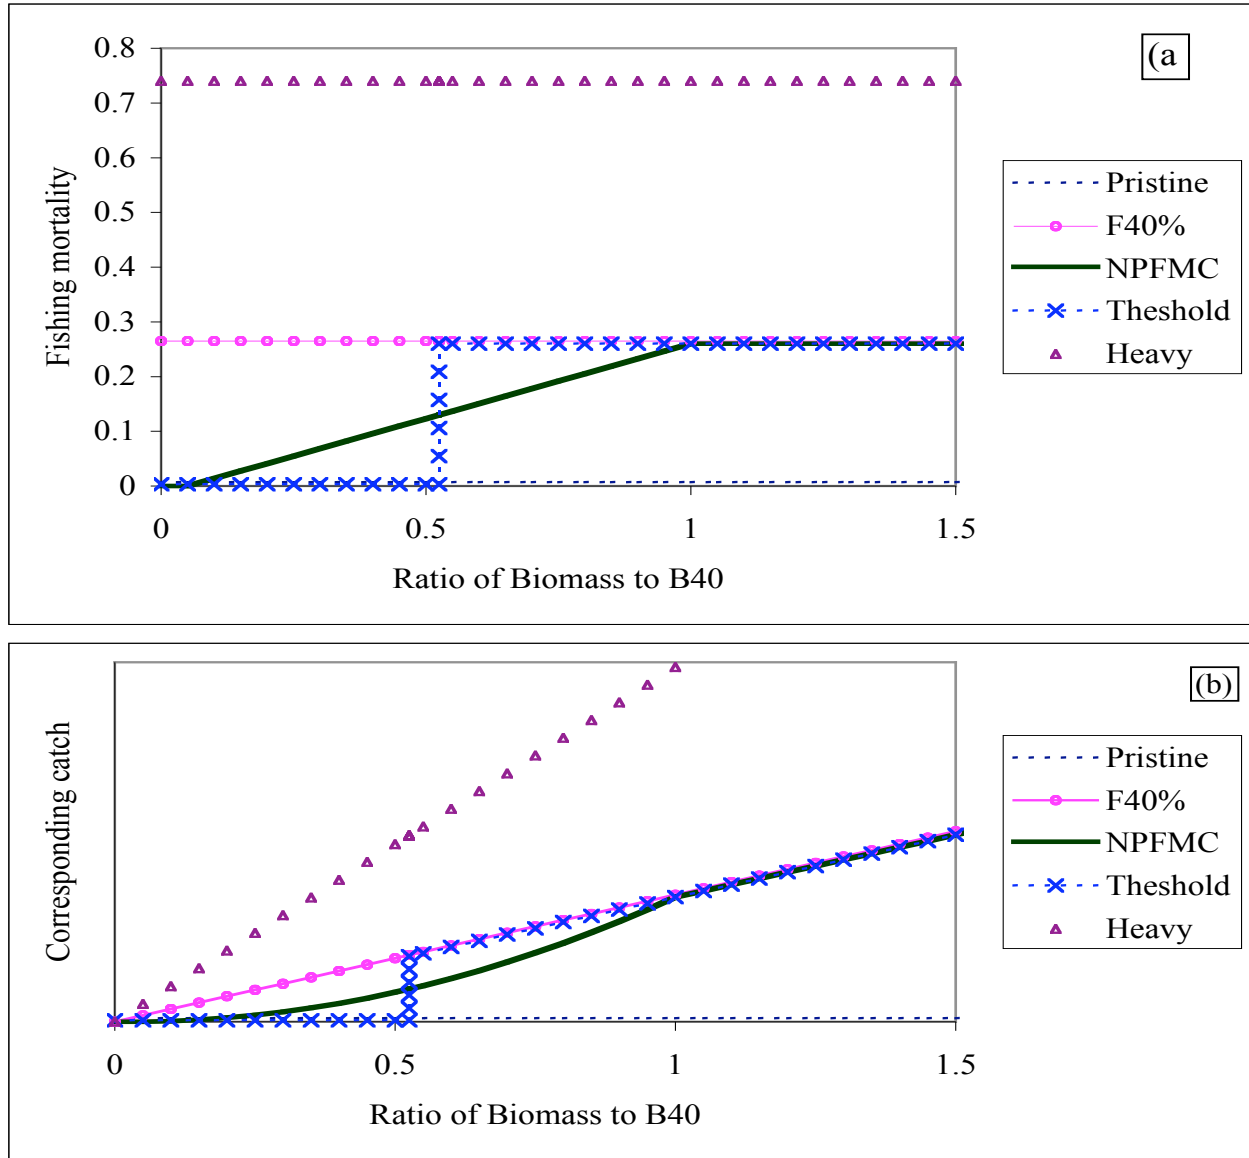 (a
0.8
0.7
0.6
0.5
0.4
0.3
0.2
0.1
0
Fishing mortality
0
0.5
1
1.5
Ratio of Biomass to B40
Pristine
F40%
NPFMC
Theshold
Heavy
(b)
Corresponding catch
0
0.5
1
1.5
Ratio of Biomass to B40
Pristine
F40%
NPFMC
Theshold
Heavy